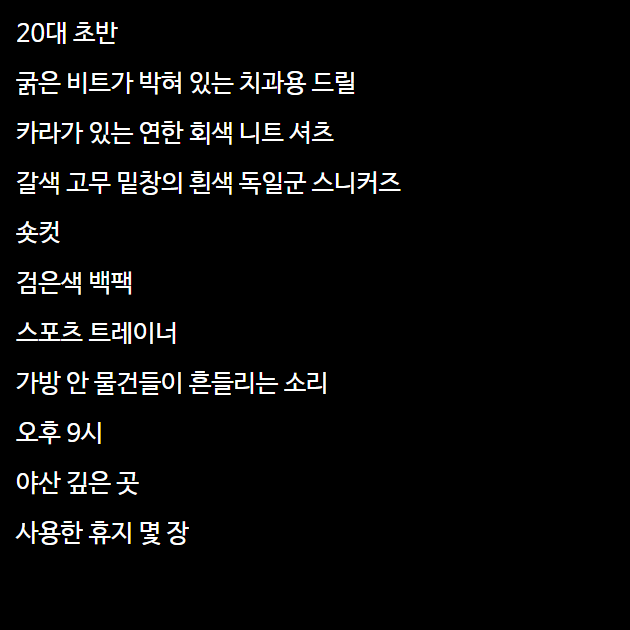 20대 초반
굵은 비트가 박혀 있는 치과용 드릴
카라가 있는 연한 회색 니트 셔츠
갈색 고무 밑창의 흰색 독일군 스니커즈
숏컷
검은색 백팩
스포츠 트레이너
가방 안 물건들이 흔들리는 소리
오후 9시
야산 깊은 곳
사용한 휴지 몇 장